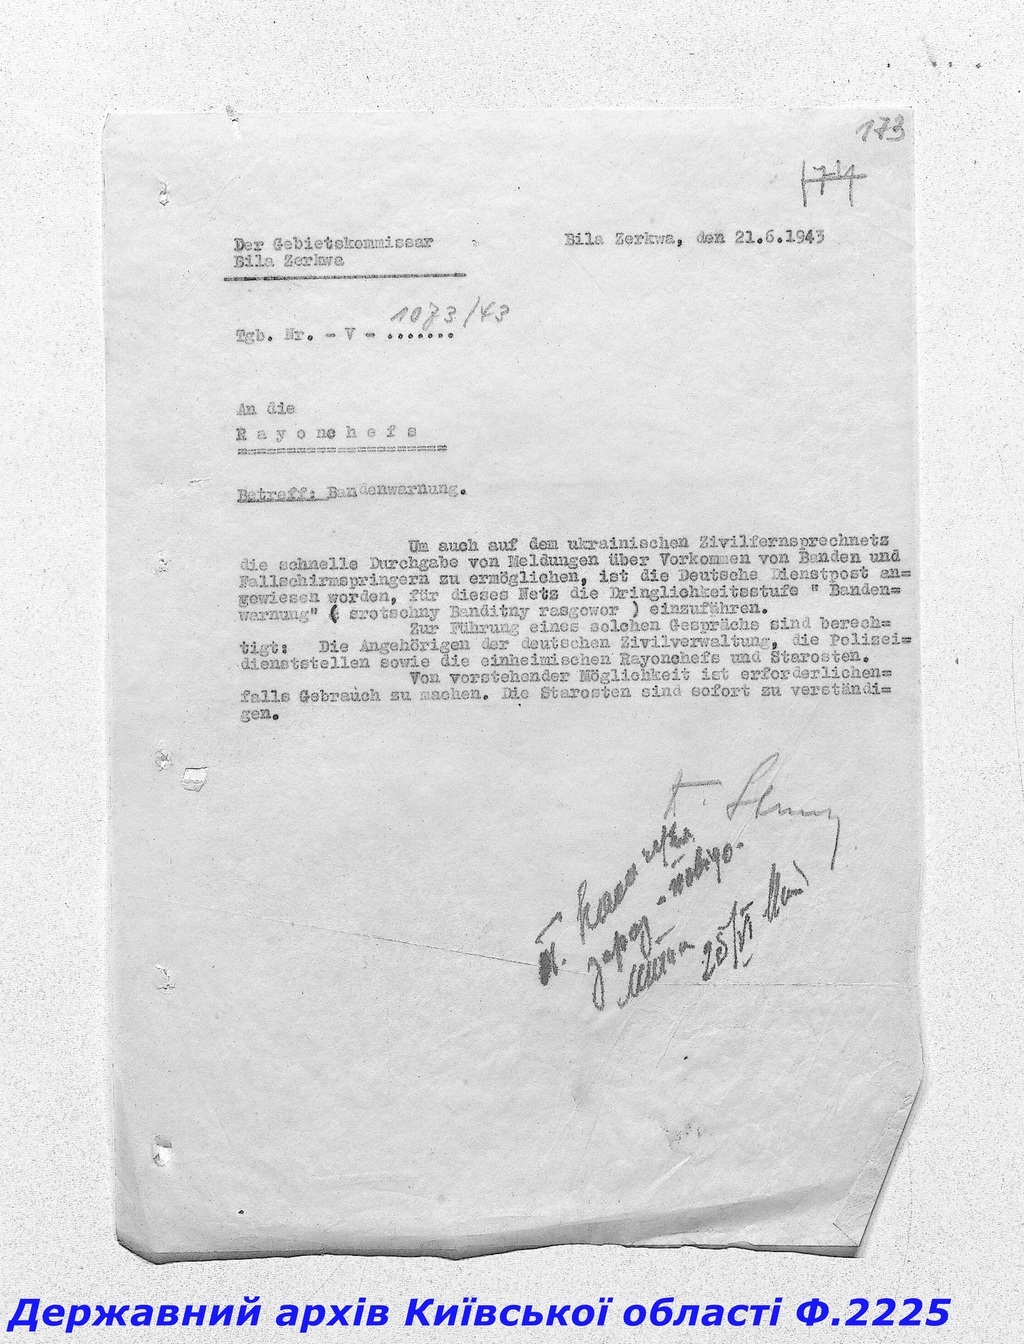 173
174
Der Gebietskommissar
Bila Zerkwa
Bila Zerkwa, den 21.6.1943
1073/43
Tgb. Nr. - V - .......
An die
R a y o n c h e f s
=====================
Betreff: Bandenwarnung.
Um auch auf dem ukrainischen Zivilfernsprechnetz
die schnelle Durchgabe von Meldungen über Vorkommen von Banden und
Fallschirmspringern zu ermöglichen, ist die Deutsche Dienstpost an=
gewiesen worden, für dieses Netz die Dringlichkeitsstufe " Banden=
warnung" ( srotschny Banditny rasgowor ) einzuführen.
Zur Führung eines solchen Gesprächs sind berech=
tigt: Die Angehörigen der deutschen Zivilverwaltung, die Polizei=
dienststellen sowie die einheimischen Rayonchefs und Starosten.
Von vorstehender Möglichkeit ist erforderlichen=
falls Gebrauch zu machen. Die Starosten sind sofort zu verständi=
gen.
зараз - повідо-
мити
25/VI
Державний архів Київської області Ф.2225